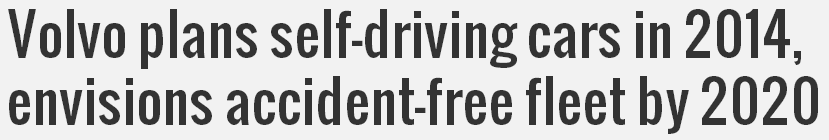 Volvo plans self-driving cars in 2014,
envisions accident-free fleet by 2020